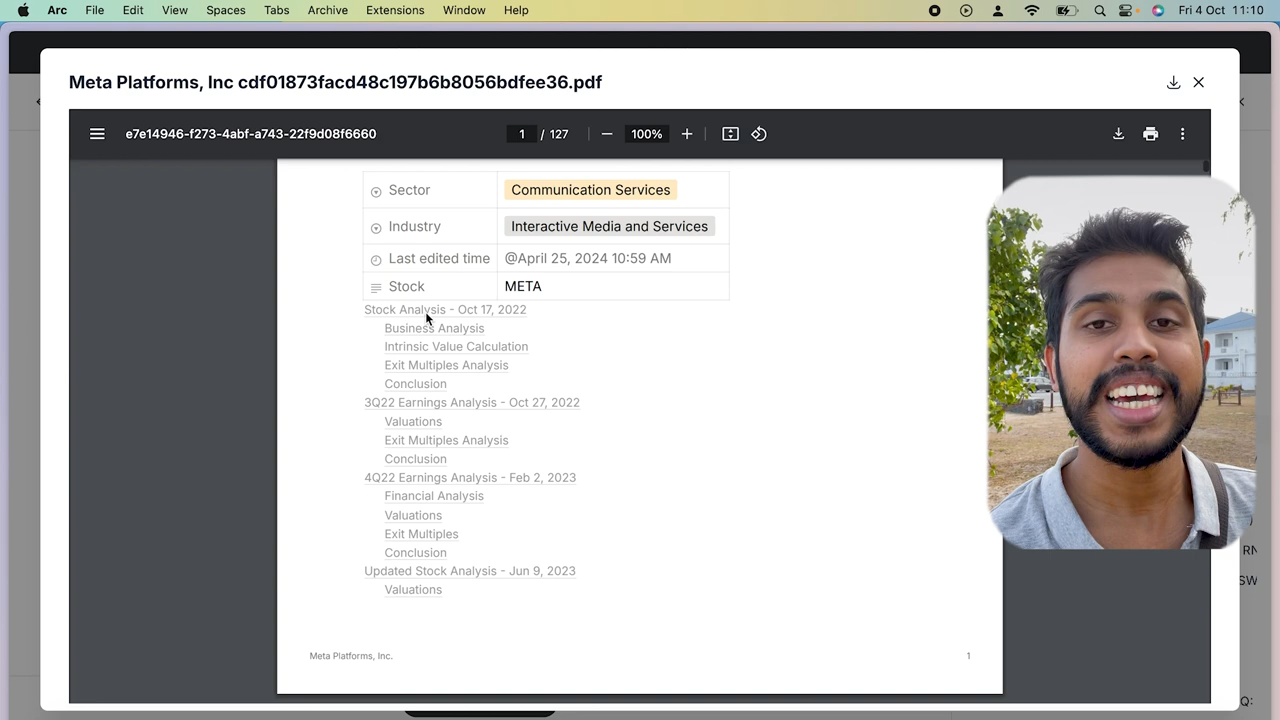 Arc File Edit View Spaces Tabs Archive Extensions Window Help Fri 4 Oct 11:10
Meta Platforms, Inc cdf01873facd48c197b6b8056bdfee36.pdf
e7e14946-f273-4abf-a743-22f9d08f6660 1 / 127 100%
Sector Communication Services
Industry Interactive Media and Services
Last edited time @April 25, 2024 10:59 AM
Stock META
Stock Analysis - Oct 17, 2022
Business Analysis
Intrinsic Value Calculation
Exit Multiples Analysis
Conclusion
3Q22 Earnings Analysis - Oct 27, 2022
Valuations
Exit Multiples Analysis
Conclusion
4Q22 Earnings Analysis - Feb 2, 2023
Financial Analysis
Valuations
Exit Multiples
Conclusion
Updated Stock Analysis - Jun 9, 2023
Valuations
Meta Platforms, Inc. 1